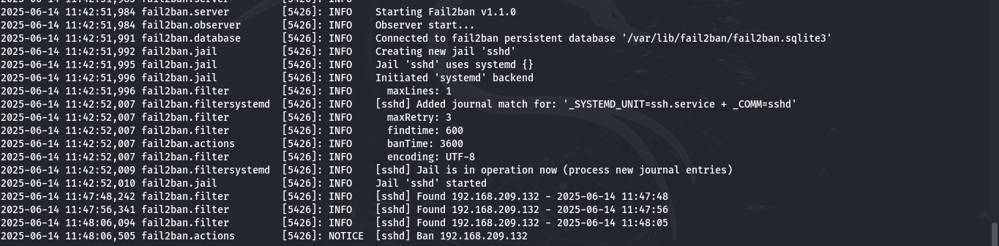 2025-06-14 11:42:51,983 fail2ban.server         [5426]: INFO    --------------------------------------------------
2025-06-14 11:42:51,984 fail2ban.server         [5426]: INFO    Starting Fail2ban v1.1.0
2025-06-14 11:42:51,984 fail2ban.observer       [5426]: INFO    Observer start...
2025-06-14 11:42:51,991 fail2ban.database       [5426]: INFO    Connected to fail2ban persistent database '/var/lib/fail2ban/fail2ban.sqlite3'
2025-06-14 11:42:51,992 fail2ban.jail           [5426]: INFO    Creating new jail 'sshd'
2025-06-14 11:42:51,995 fail2ban.jail           [5426]: INFO    Jail 'sshd' uses systemd {}
2025-06-14 11:42:51,996 fail2ban.jail           [5426]: INFO    Initiated 'systemd' backend
2025-06-14 11:42:51,996 fail2ban.filter         [5426]: INFO      maxLines: 1
2025-06-14 11:42:52,007 fail2ban.filtersystemd  [5426]: INFO    [sshd] Added journal match for: '_SYSTEMD_UNIT=ssh.service + _COMM=sshd'
2025-06-14 11:42:52,007 fail2ban.filter         [5426]: INFO      maxRetry: 3
2025-06-14 11:42:52,007 fail2ban.filter         [5426]: INFO      findtime: 600
2025-06-14 11:42:52,007 fail2ban.actions        [5426]: INFO      banTime: 3600
2025-06-14 11:42:52,007 fail2ban.filter         [5426]: INFO      encoding: UTF-8
2025-06-14 11:42:52,009 fail2ban.filtersystemd  [5426]: INFO    [sshd] Jail is in operation now (process new journal entries)
2025-06-14 11:42:52,010 fail2ban.jail           [5426]: INFO    Jail 'sshd' started
2025-06-14 11:47:48,242 fail2ban.filter         [5426]: INFO    [sshd] Found 192.168.209.132 - 2025-06-14 11:47:48
2025-06-14 11:47:56,341 fail2ban.filter         [5426]: INFO    [sshd] Found 192.168.209.132 - 2025-06-14 11:47:56
2025-06-14 11:48:06,094 fail2ban.filter         [5426]: INFO    [sshd] Found 192.168.209.132 - 2025-06-14 11:48:05
2025-06-14 11:48:06,505 fail2ban.actions        [5426]: NOTICE  [sshd] Ban 192.168.209.132